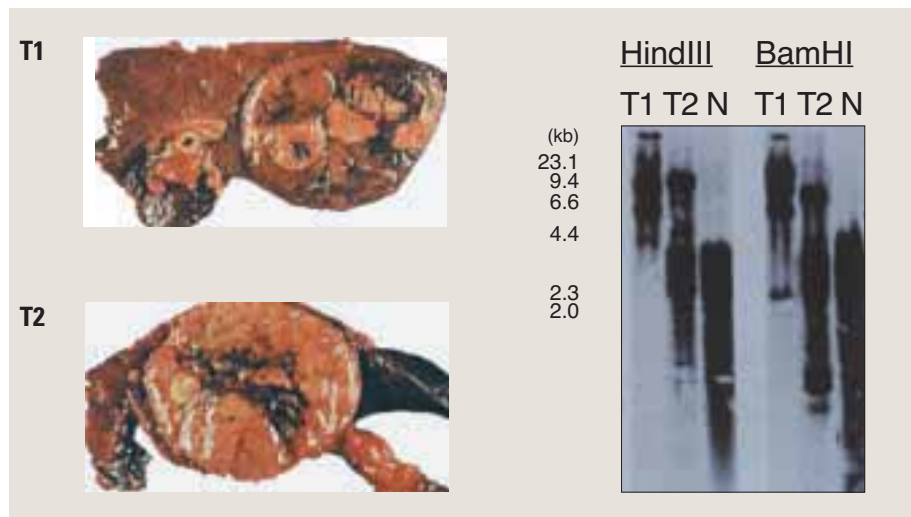 T1
T2
HindIII BamHI
T1 T2 N T1 T2 N
(kb)
23.1
9.4
6.6
4.4
2.3
2.0